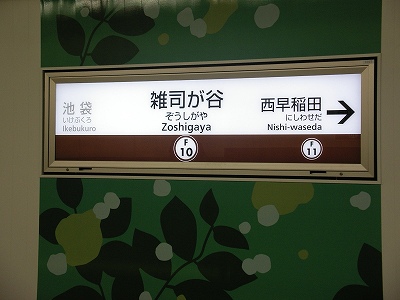 池袋
いけぶくろ
Ikebukuro
雑司が谷
ぞうしがや
Zoshigaya
F
10
西早稲田
にしわせだ
Nishi-waseda
F
11